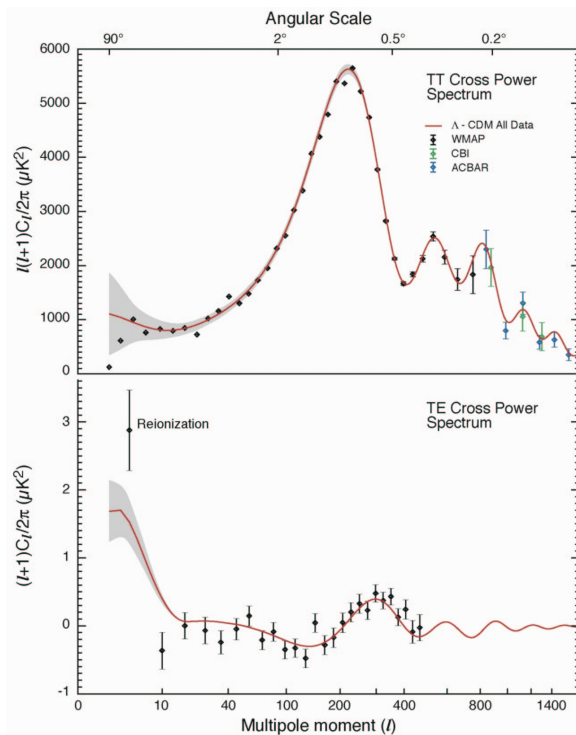 Angular Scale
90° 2° 0.5° 0.2°
6000
TT Cross Power
Spectrum
5000
Λ - CDM All Data
WMAP
4000
CBI
ACBAR
3000
2000
1000
0
l(l+1)Cl/2π (μK2)
TE Cross Power
Spectrum
3
Reionization
2
1
0
-1
(l+1)Cl/2π (μK2)
0 10 40 100 200 400 800 1400
Multipole moment (l)